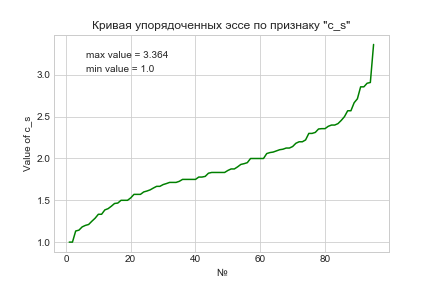 Кривая упорядоченных эссе по признаку "c_s"
max value = 3.364
min value = 1.0
Value of c_s
3.0
2.5
2.0
1.5
1.0
0
20
40
60
80
№